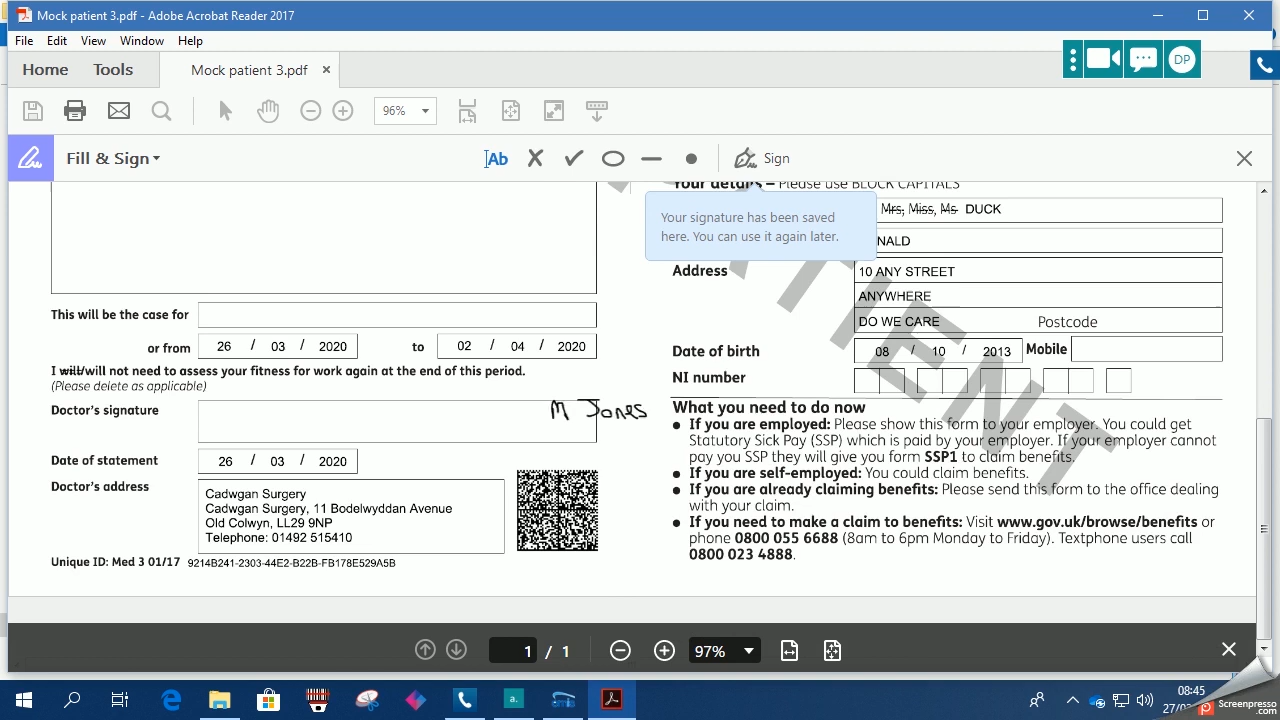 Mock patient 3.pdf - Adobe Acrobat Reader 2017
File Edit View Window Help
Home Tools Mock patient 3.pdf ×
DP
96%
Fill & Sign
Ab Sign
Your signature has been saved
here. You can use it again later.
This will be the case for
or from 26 / 03 / 2020 to 02 / 04 / 2020
I will/will not need to assess your fitness for work again at the end of this period.
(Please delete as applicable)
Doctor's signature M Jones
Date of statement 26 / 03 / 2020
Doctor's address
Cadwgan Surgery
Cadwgan Surgery, 11 Bodelwyddan Avenue
Old Colwyn, LL29 9NP
Telephone: 01492 515410
Unique ID: Med 3 01/17 9214B241-2303-44E2-B22B-FB178E529A5B
Your details – Please use BLOCK CAPITALS
Mrs, Miss, Ms DUCK
NALD
Address 10 ANY STREET
ANYWHERE
DO WE CARE Postcode
Date of birth 08 / 10 / 2013 Mobile
NI number
TIENT
What you need to do now
● If you are employed: Please show this form to your employer. You could get
Statutory Sick Pay (SSP) which is paid by your employer. If your employer cannot
pay you SSP they will give you form SSP1 to claim benefits.
● If you are self-employed: You could claim benefits.
● If you are already claiming benefits: Please send this form to the office dealing
with your claim.
● If you need to make a claim to benefits: Visit www.gov.uk/browse/benefits or
phone 0800 055 6688 (8am to 6pm Monday to Friday). Textphone users call
0800 023 4888.
1 / 1 97%
a.
08:45
27/0
Screenpresso
.com